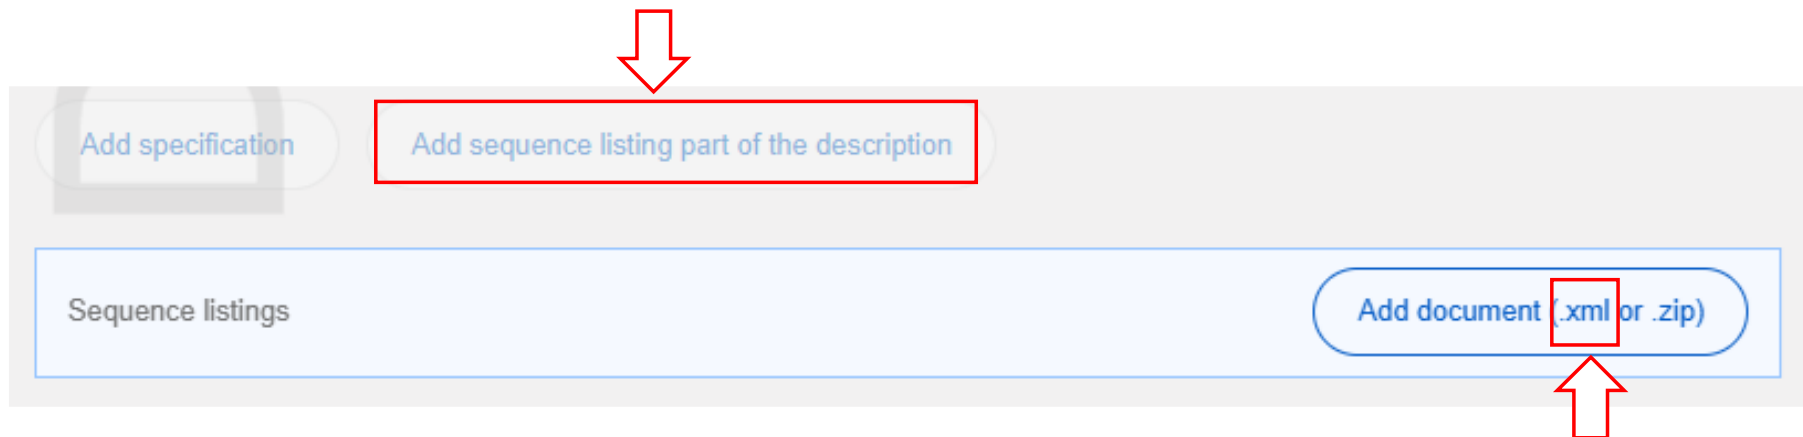 Add specification
Add sequence listing part of the description
Sequence listings
Add document (.xml or .zip)